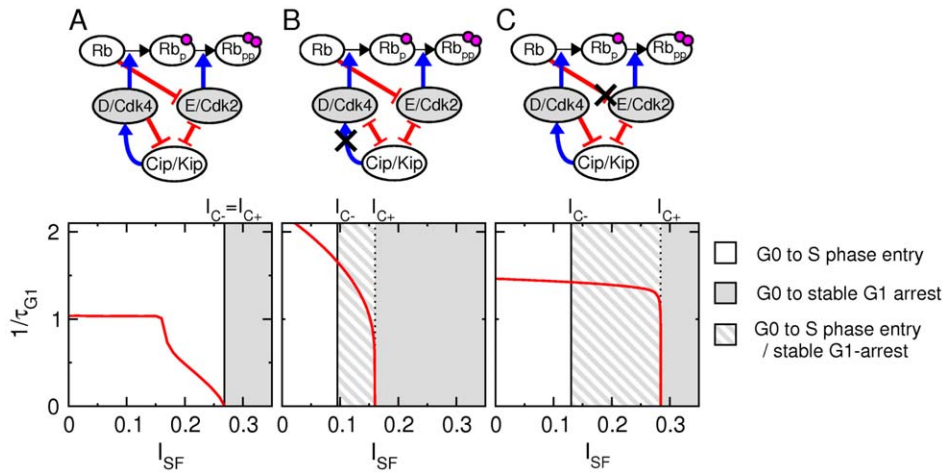 A B C
Rb Rbp Rbpp Rb Rbp Rbpp Rb Rbp Rbpp
D/Cdk4 E/Cdk2 D/Cdk4 E/Cdk2 D/Cdk4 E/Cdk2
Cip/Kip Cip/Kip Cip/Kip
IC-=IC+ IC- IC+ IC- IC+
2
1
0
1/τG1
0 0.1 0.2 0.3 0 0.1 0.2 0.3 0 0.1 0.2 0.3
ISF ISF ISF
G0 to S phase entry
G0 to stable G1 arrest
G0 to S phase entry
/ stable G1-arrest